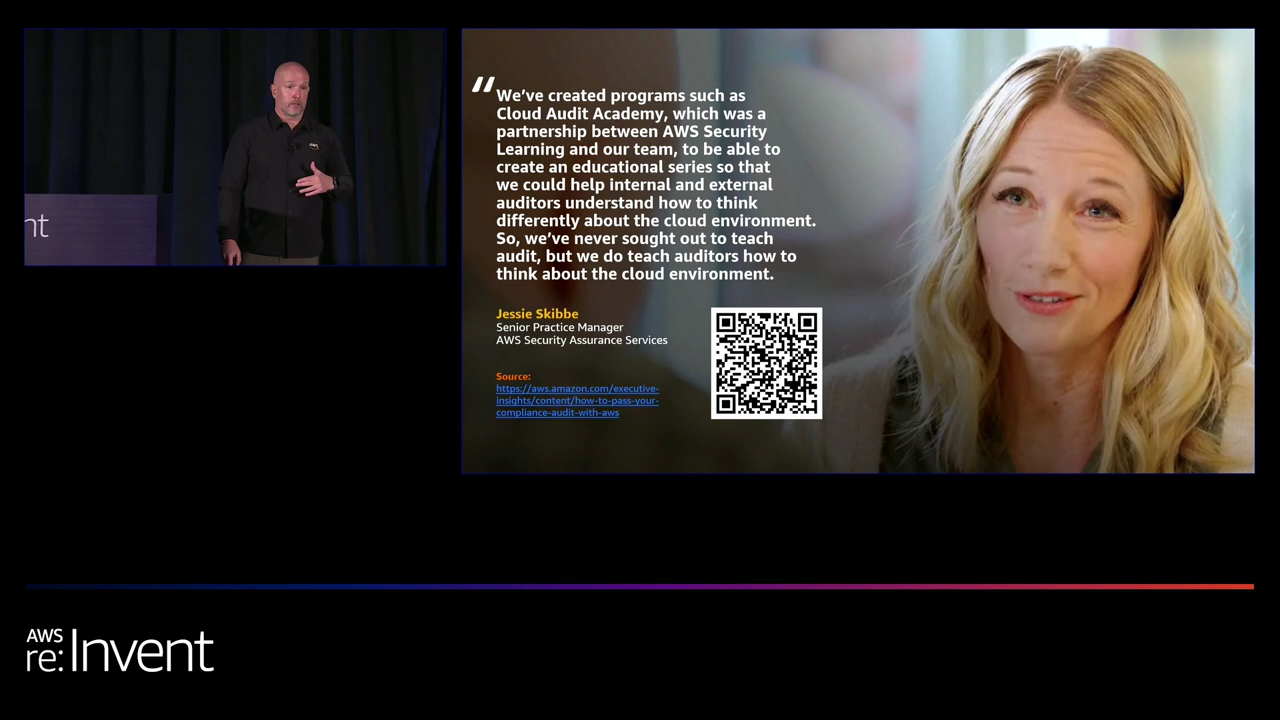 nt
aws
“
We’ve created programs such as
Cloud Audit Academy, which was a
partnership between AWS Security
Learning and our team, to be able to
create an educational series so that
we could help internal and external
auditors understand how to think
differently about the cloud environment.
So, we’ve never sought out to teach
audit, but we do teach auditors how to
think about the cloud environment.
Jessie Skibbe
Senior Practice Manager
AWS Security Assurance Services
Source:
https://aws.amazon.com/executive-
insights/content/how-to-pass-your-
compliance-audit-with-aws
AWS
re:Invent